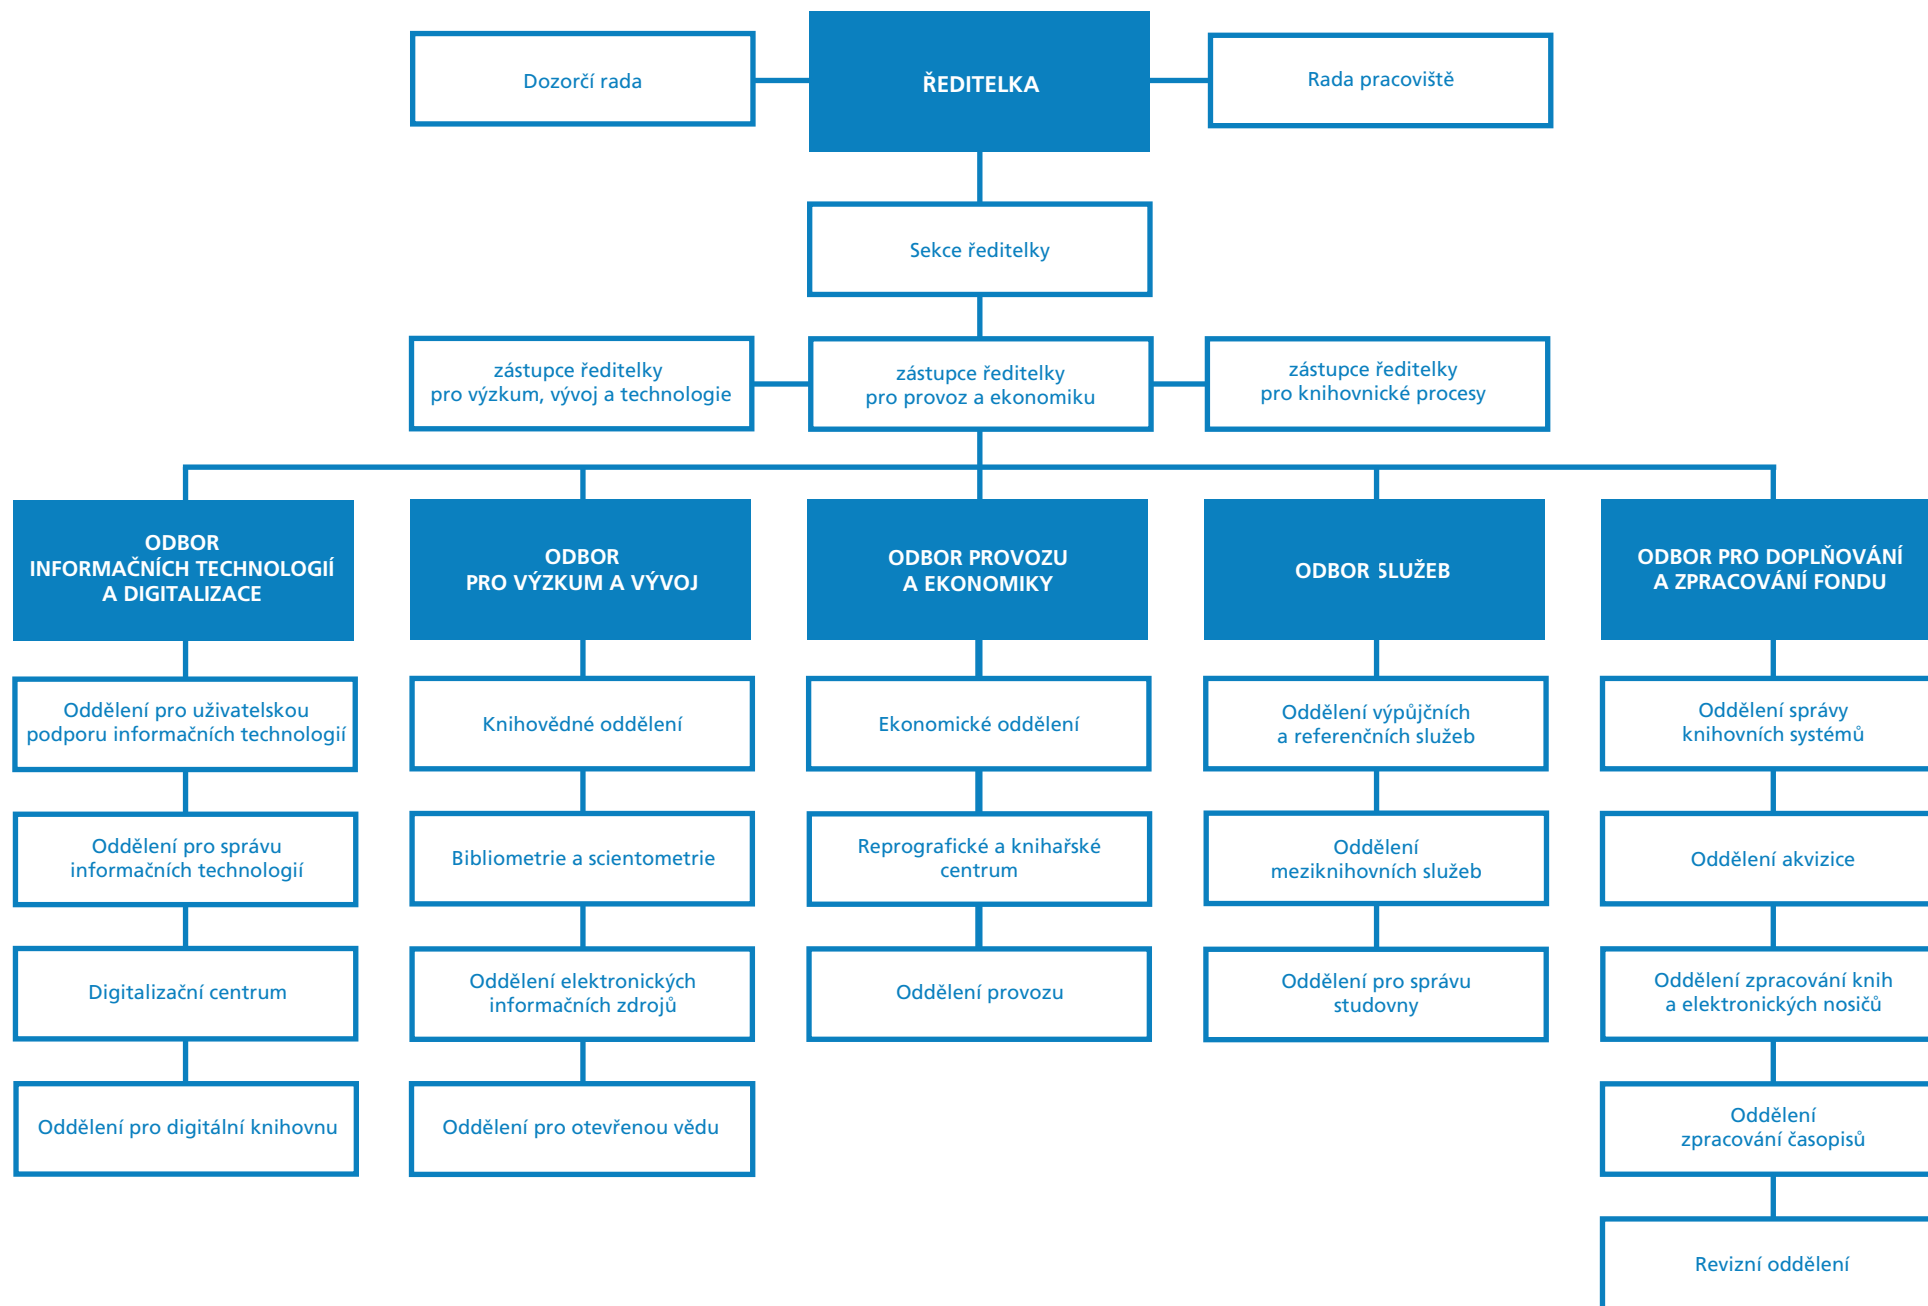 Dozorčí rada
ŘEDITELKA
Rada pracoviště
Sekce ředitelky
zástupce ředitelky
pro výzkum, vývoj a technologie
zástupce ředitelky
pro provoz a ekonomiku
zástupce ředitelky
pro knihovnické procesy
ODBOR
INFORMAČNÍCH TECHNOLOGIÍ
A DIGITALIZACE
ODBOR
PRO VÝZKUM A VÝVOJ
ODBOR PROVOZU
A EKONOMIKY
ODBOR SLUŽEB
ODBOR PRO DOPLŇOVÁNÍ
A ZPRACOVÁNÍ FONDU
Oddělení pro uživatelskou
podporu informačních technologií
Knihovědné oddělení
Ekonomické oddělení
Oddělení výpůjčních
a referenčních služeb
Oddělení správy
knihovních systémů
Oddělení pro správu
informačních technologií
Bibliometrie a scientometrie
Reprografické a knihařské
centrum
Oddělení
meziknihovních služeb
Oddělení akvizice
Digitalizační centrum
Oddělení elektronických
informačních zdrojů
Oddělení provozu
Oddělení pro správu
studovny
Oddělení zpracování knih
a elektronických nosičů
Oddělení pro digitální knihovnu
Oddělení pro otevřenou vědu
Oddělení
zpracování časopisů
Revizní oddělení